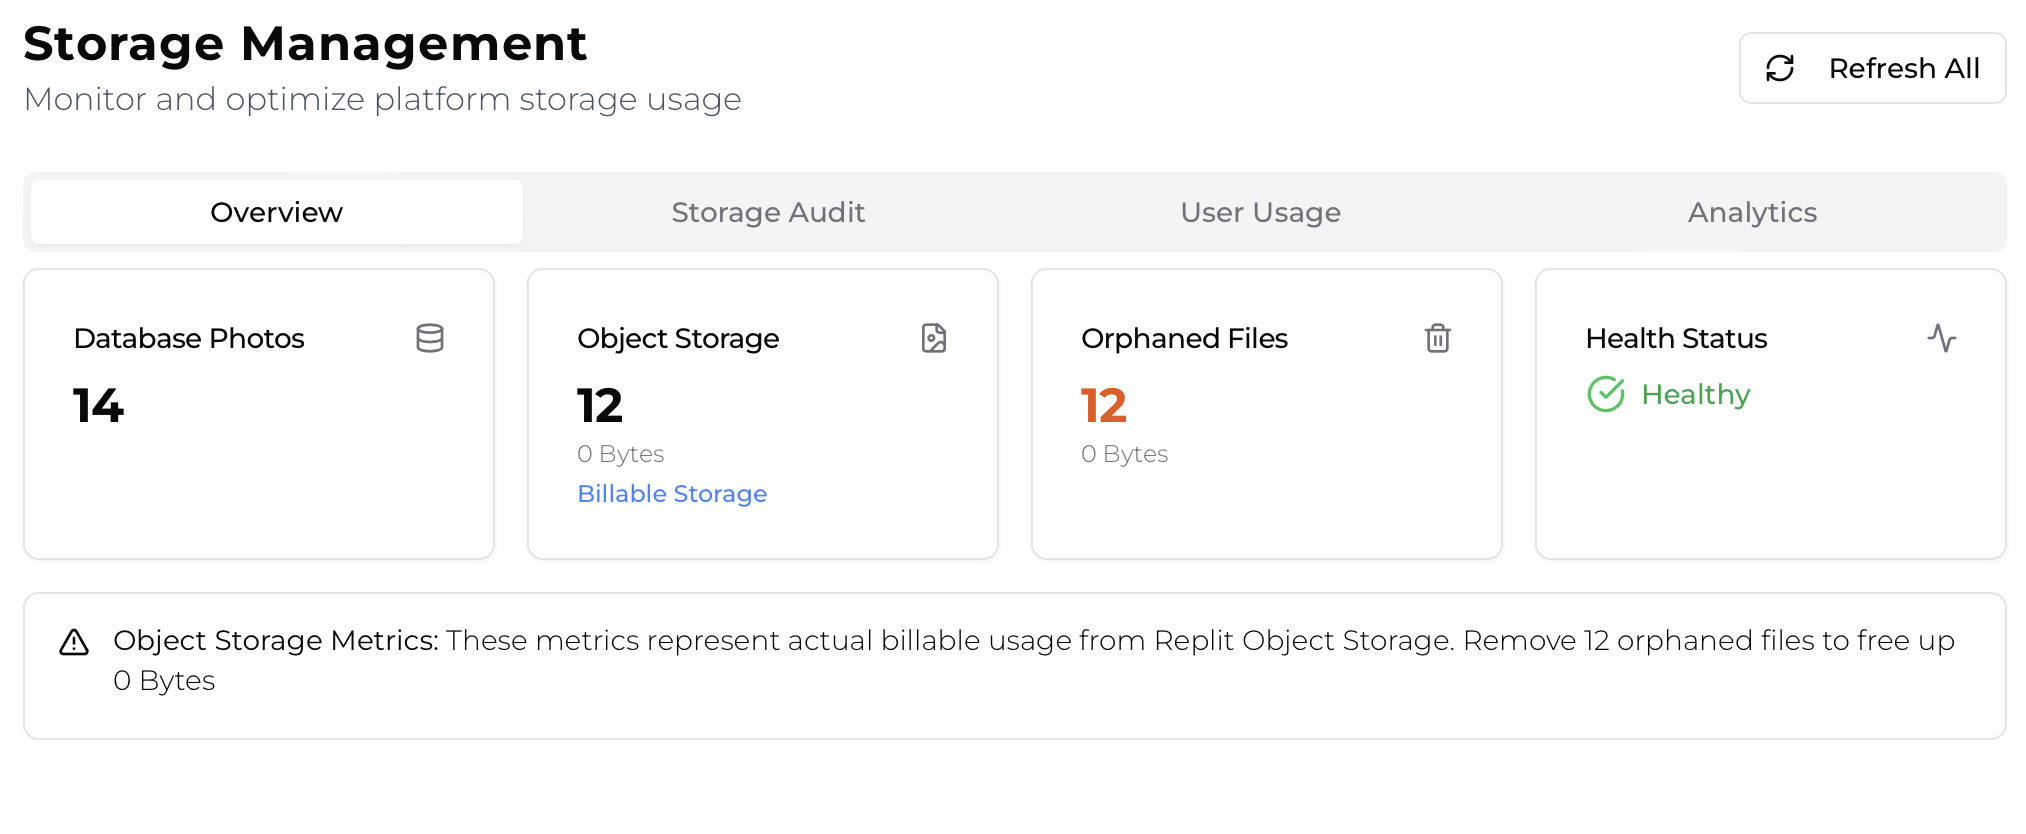 Storage Management
Monitor and optimize platform storage usage
Refresh All
Overview
Storage Audit
User Usage
Analytics
Database Photos
14
Object Storage
12
0 Bytes
Billable Storage
Orphaned Files
12
0 Bytes
Health Status
Healthy
Object Storage Metrics: These metrics represent actual billable usage from Replit Object Storage. Remove 12 orphaned files to free up
0 Bytes